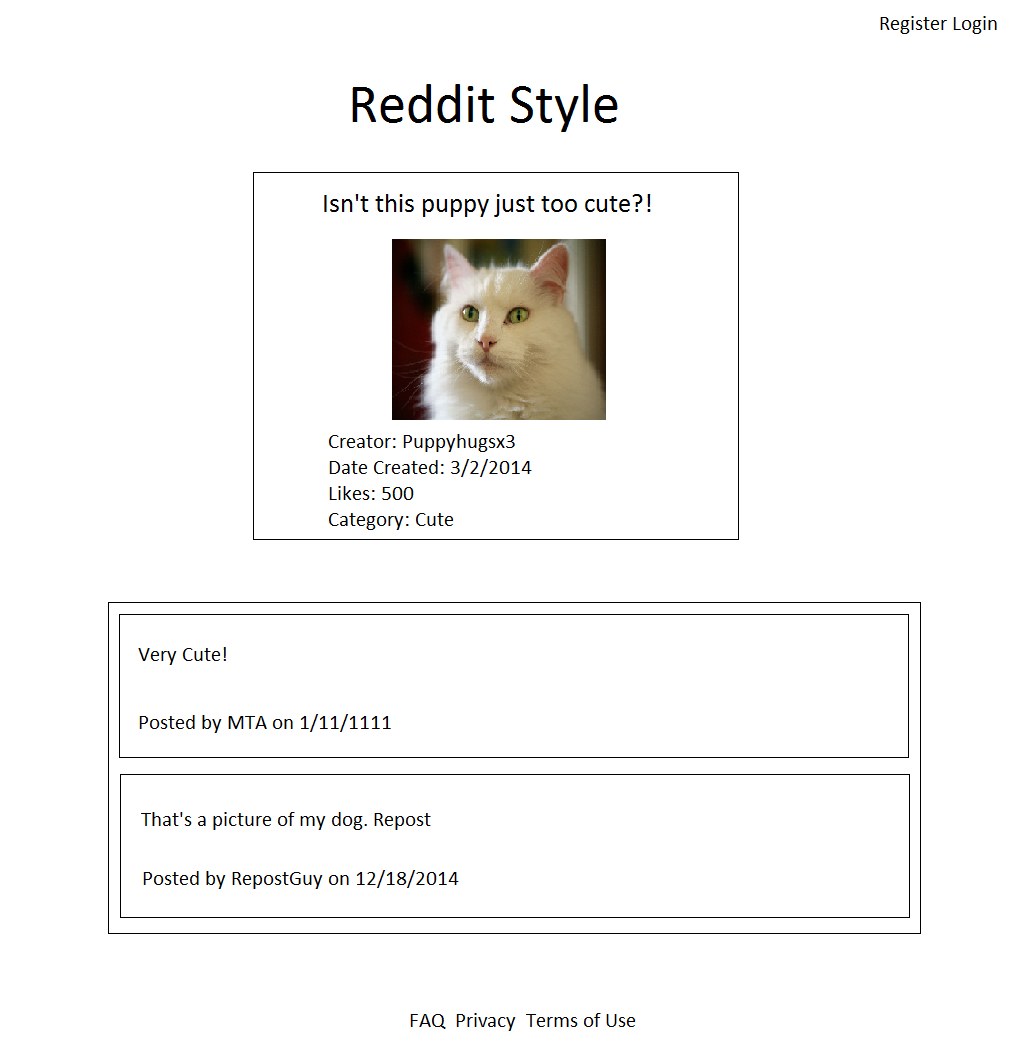 Register Login
Reddit Style
Isn't this puppy just too cute?!
Creator: Puppyhugsx3
Date Created: 3/2/2014
Likes: 500
Category: Cute
Very Cute!
Posted by MTA on 1/11/1111
That's a picture of my dog. Repost
Posted by RepostGuy on 12/18/2014
FAQ Privacy Terms of Use